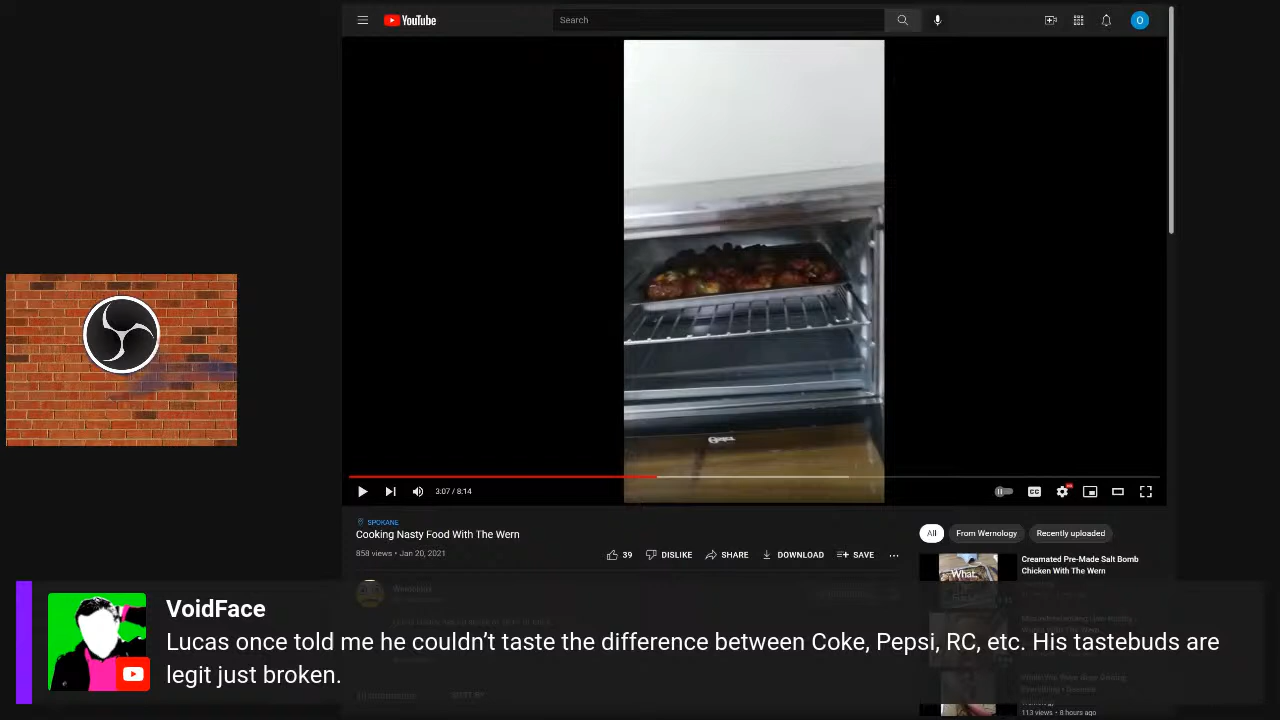 YouTube
Search
O
3:07 / 8:14
CC
SPOKANE
Cooking Nasty Food With The Wern
858 views • Jan 20, 2021
39
DISLIKE
SHARE
DOWNLOAD
SAVE
All
From Wernology
Recently uploaded
What
Creamated Pre-Made Salt Bomb
Chicken With The Wern
VoidFace
Lucas once told me he couldn't taste the difference between Coke, Pepsi, RC, etc. His tastebuds are
legit just broken.
113 views • 8 hours ago